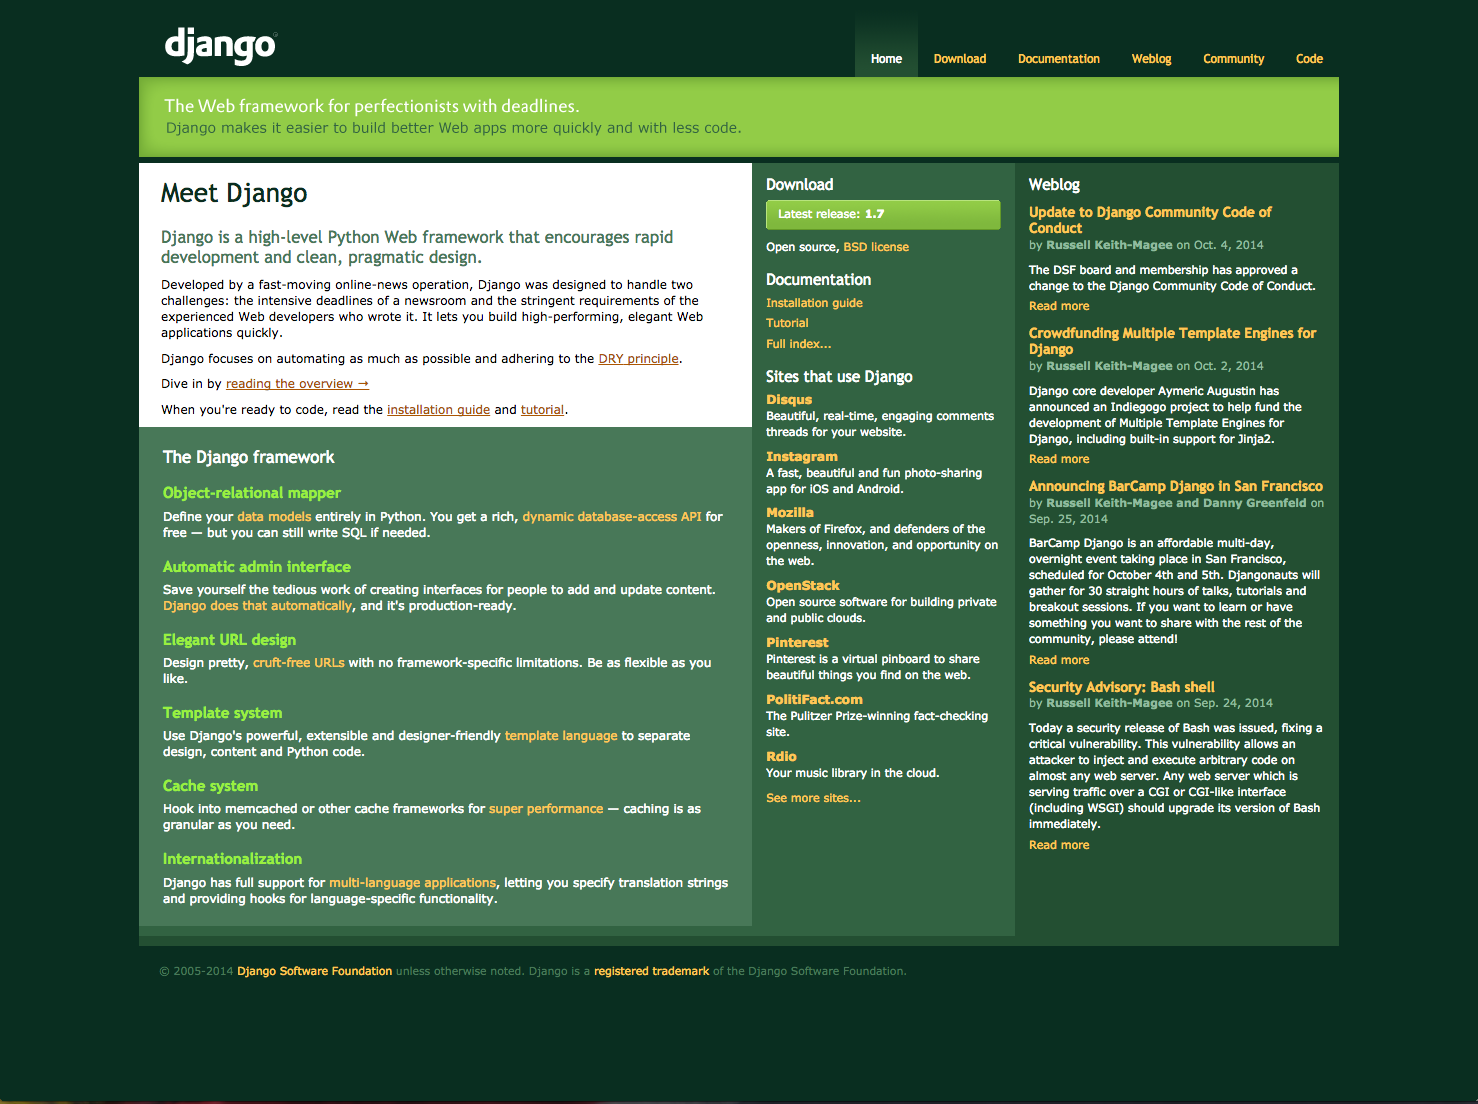 django
Home
Download
Documentation
Weblog
Community
Code
The Web framework for perfectionists with deadlines.
Django makes it easier to build better Web apps more quickly and with less code.
Meet Django
Django is a high-level Python Web framework that encourages rapid
development and clean, pragmatic design.
Developed by a fast-moving online-news operation, Django was designed to handle two
challenges: the intensive deadlines of a newsroom and the stringent requirements of the
experienced Web developers who wrote it. It lets you build high-performing, elegant Web
applications quickly.
Django focuses on automating as much as possible and adhering to the DRY principle.
Dive in by reading the overview →
When you're ready to code, read the installation guide and tutorial.
The Django framework
Object-relational mapper
Define your data models entirely in Python. You get a rich, dynamic database-access API for
free — but you can still write SQL if needed.
Automatic admin interface
Save yourself the tedious work of creating interfaces for people to add and update content.
Django does that automatically, and it's production-ready.
Elegant URL design
Design pretty, cruft-free URLs with no framework-specific limitations. Be as flexible as you
like.
Template system
Use Django's powerful, extensible and designer-friendly template language to separate
design, content and Python code.
Cache system
Hook into memcached or other cache frameworks for super performance — caching is as
granular as you need.
Internationalization
Django has full support for multi-language applications, letting you specify translation strings
and providing hooks for language-specific functionality.
Download
Latest release: 1.7
Open source, BSD license
Documentation
Installation guide
Tutorial
Full index...
Sites that use Django
Disqus
Beautiful, real-time, engaging comments
threads for your website.
Instagram
A fast, beautiful and fun photo-sharing
app for iOS and Android.
Mozilla
Makers of Firefox, and defenders of the
openness, innovation, and opportunity on
the web.
OpenStack
Open source software for building private
and public clouds.
Pinterest
Pinterest is a virtual pinboard to share
beautiful things you find on the web.
PolitiFact.com
The Pulitzer Prize-winning fact-checking
site.
Rdio
Your music library in the cloud.
See more sites...
Weblog
Update to Django Community Code of
Conduct
by Russell Keith-Magee on Oct. 4, 2014
The DSF board and membership has approved a
change to the Django Community Code of Conduct.
Read more
Crowdfunding Multiple Template Engines for
Django
by Russell Keith-Magee on Oct. 2, 2014
Django core developer Aymeric Augustin has
announced an Indiegogo project to help fund the
development of Multiple Template Engines for
Django, including built-in support for Jinja2.
Read more
Announcing BarCamp Django in San Francisco
by Russell Keith-Magee and Danny Greenfeld on
Sep. 25, 2014
BarCamp Django is an affordable multi-day,
overnight event taking place in San Francisco,
scheduled for October 4th and 5th. Djangonauts will
gather for 30 straight hours of talks, tutorials and
breakout sessions. If you want to learn or have
something you want to share with the rest of the
community, please attend!
Read more
Security Advisory: Bash shell
by Russell Keith-Magee on Sep. 24, 2014
Today a security release of Bash was issued, fixing a
critical vulnerability. This vulnerability allows an
attacker to inject and execute arbitrary code on
almost any web server. Any web server which is
serving traffic over a CGI or CGI-like interface
(including WSGI) should upgrade its version of Bash
immediately.
Read more
© 2005-2014 Django Software Foundation unless otherwise noted. Django is a registered trademark of the Django Software Foundation.